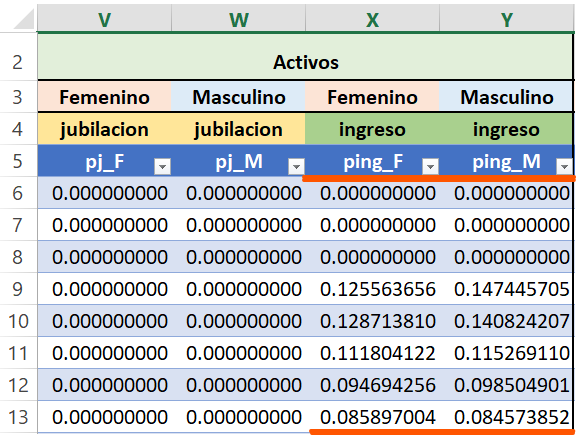 V W X Y
2 Activos
3 Femenino Masculino Femenino Masculino
4 jubilacion jubilacion ingreso ingreso
5 pj_F pj_M ping_F ping_M
6 0.000000000 0.000000000 0.000000000 0.000000000
7 0.000000000 0.000000000 0.000000000 0.000000000
8 0.000000000 0.000000000 0.000000000 0.000000000
9 0.000000000 0.000000000 0.125563656 0.147445705
10 0.000000000 0.000000000 0.128713810 0.140824207
11 0.000000000 0.000000000 0.111804122 0.115269110
12 0.000000000 0.000000000 0.094694256 0.098504901
13 0.000000000 0.000000000 0.085897004 0.084573852